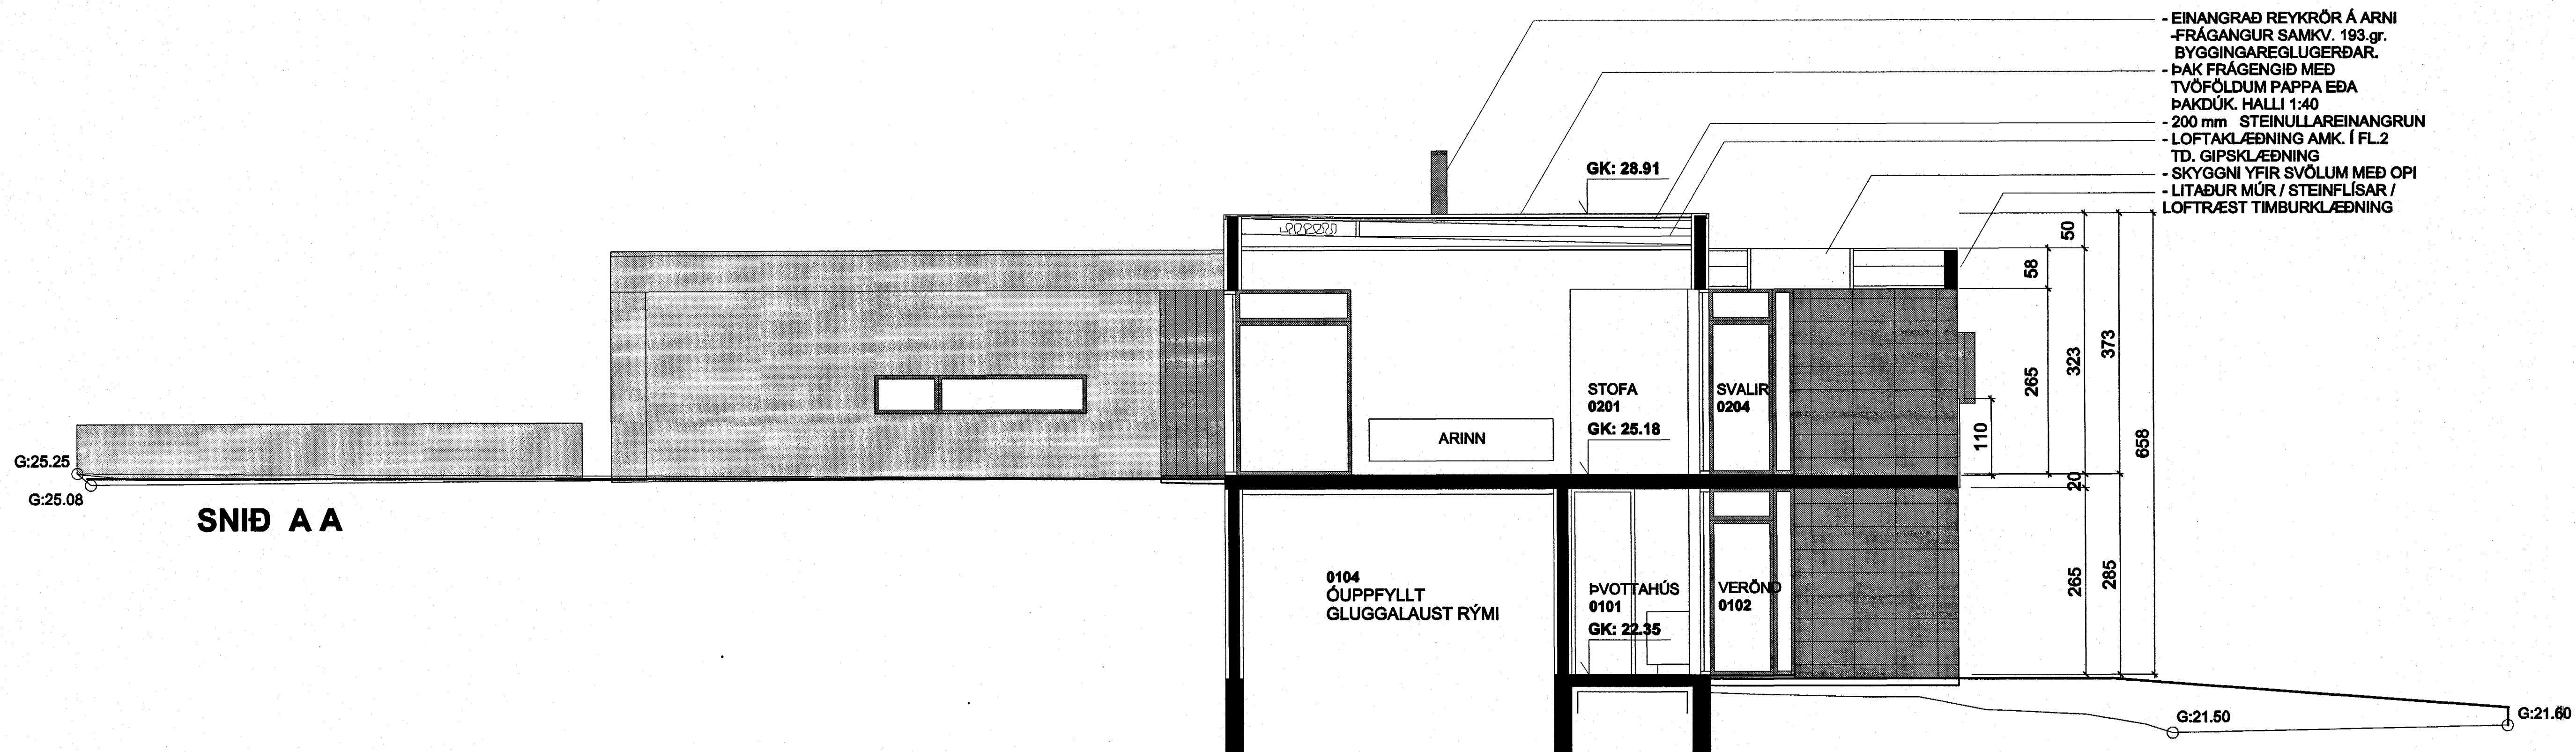 - EINANGRAÐ REYKRÖR Á ARNI
-FRÁGANGUR SAMKV. 193.gr.
BYGGINGAREGLUGERÐAR.
- ÞAK FRÁGENGIÐ MEÐ
TVÖFÖLDUM PAPPA EÐA
ÞAKDÚK. HALLI 1:40
- 200 mm STEINULLAREINANGRUN
- LOFTAKLÆÐNING AMK. Í FL.2
TD. GIPSKLÆÐNING
- SKYGGNI YFIR SVÖLUM MEÐ OPI
- LITAÐUR MÚR / STEINFLÍSAR /
LOFTRÆST TIMBURKLÆÐNING
GK: 28.91
50
58
373
323
265
110
658
20
265
285
STOFA
0201
GK: 25.18
SVALIR
0204
ARINN
G:25.25
G:25.08
SNIÐ A A
0104
ÓUPPFYLLT
GLUGGALAUST RÝMI
ÞVOTTAHÚS
0101
GK: 22.35
VERÖND
0102
G:21.50
G:21.60